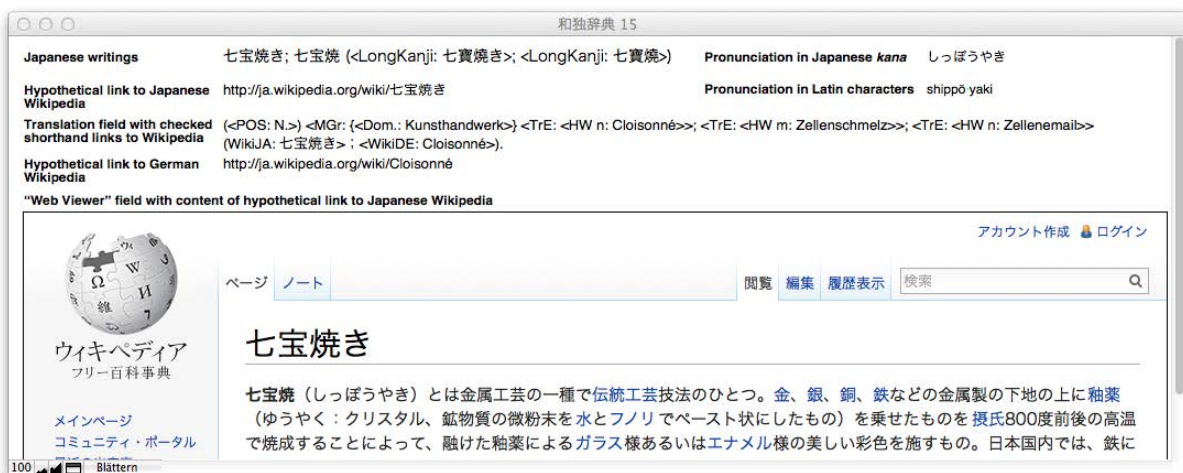 和独辞典 15
Japanese writings 七宝焼き; 七宝焼 (<LongKanji: 七寶燒き>; <LongKanji: 七寶燒>) Pronunciation in Japanese kana しっぽうやき
Hypothetical link to Japanese Wikipedia http://ja.wikipedia.org/wiki/七宝焼き Pronunciation in Latin characters shippō·yaki
Translation field with checked shorthand links to Wikipedia (<POS: N.>) <MGr: {<Dom.: Kunsthandwerk>} <TrE: <HW n: Cloisonné>>; <TrE: <HW m: Zellenschmelz>>; <TrE: <HW n: Zellenemail>>
(WikiJA: 七宝焼き> ; <WikiDE: Cloisonné>).
Hypothetical link to German Wikipedia http://ja.wikipedia.org/wiki/Cloisonné
“Web Viewer” field with content of hypothetical link to Japanese Wikipedia
アカウント作成 ログイン
ページ ノート 閲覧 編集 履歴表示 検索
Ω W И 維 7
ウィキペディア
フリー百科事典
メインページ
コミュニティ・ポータル
七宝焼き
七宝焼（しっぽうやき）とは金属工芸の一種で伝統工芸技法のひとつ。金、銀、銅、鉄などの金属製の下地の上に釉薬
（ゆうやく：クリスタル、鉱物質の微粉末を水とフノリでペースト状にしたもの）を乗せたものを摂氏800度前後の高温
で焼成することによって、融けた釉薬によるガラス様あるいはエナメル様の美しい彩色を施すもの。日本国内では、鉄に
100 Blättern